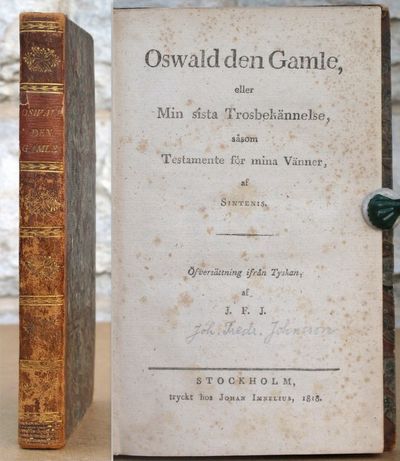 OSWALD
DEN
GAMLE
Oswald den Gamle,
eller
Min sista Trosbekännelse,
såsom
Testamente för mina Vänner,
af
SINTENIS.
Öfversättning ifrån Tyskan,
af
J. F. J.
Joh. Fredr. Johansson
STOCKHOLM,
tryckt hos JOHAN IMNELIUS, 1818.